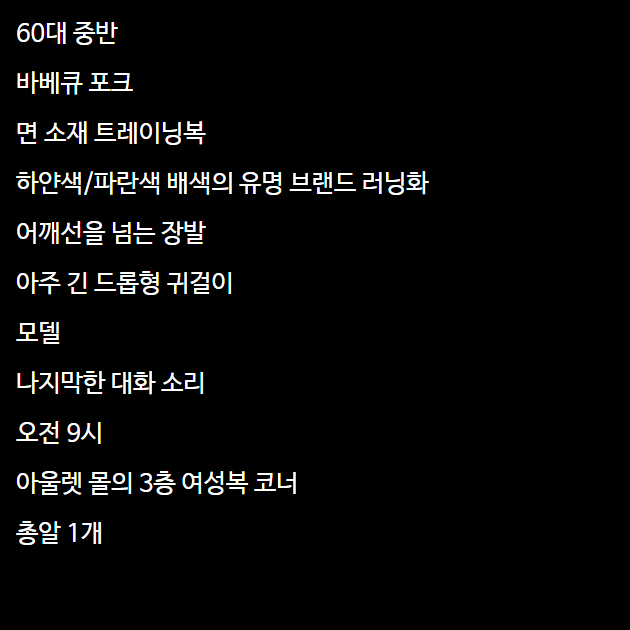 60대 중반
바베큐 포크
면 소재 트레이닝복
하얀색/파란색 배색의 유명 브랜드 러닝화
어깨선을 넘는 장발
아주 긴 드롭형 귀걸이
모델
나지막한 대화 소리
오전 9시
아울렛 몰의 3층 여성복 코너
총알 1개